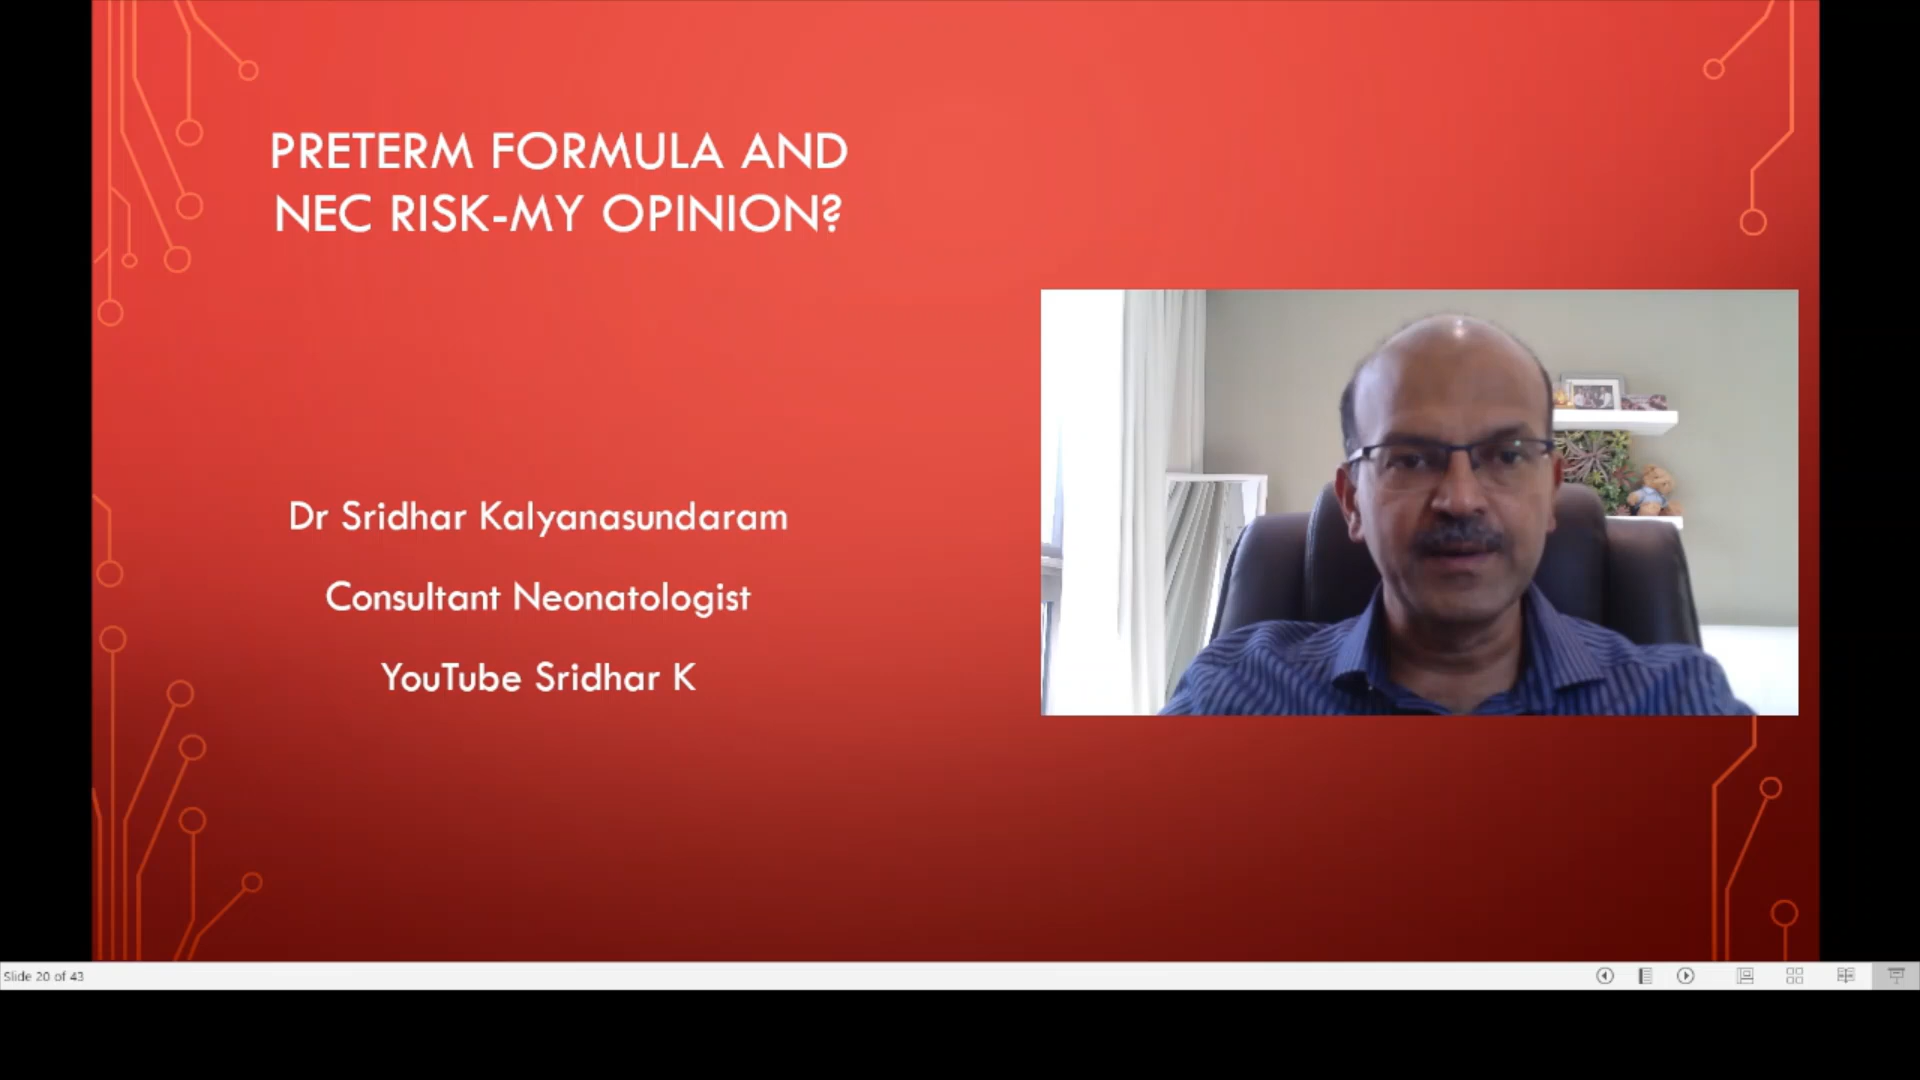 PRETERM FORMULA AND
NEC RISK-MY OPINION?
Dr Sridhar Kalyanasundaram
Consultant Neonatologist
YouTube Sridhar K
Slide 20 of 43